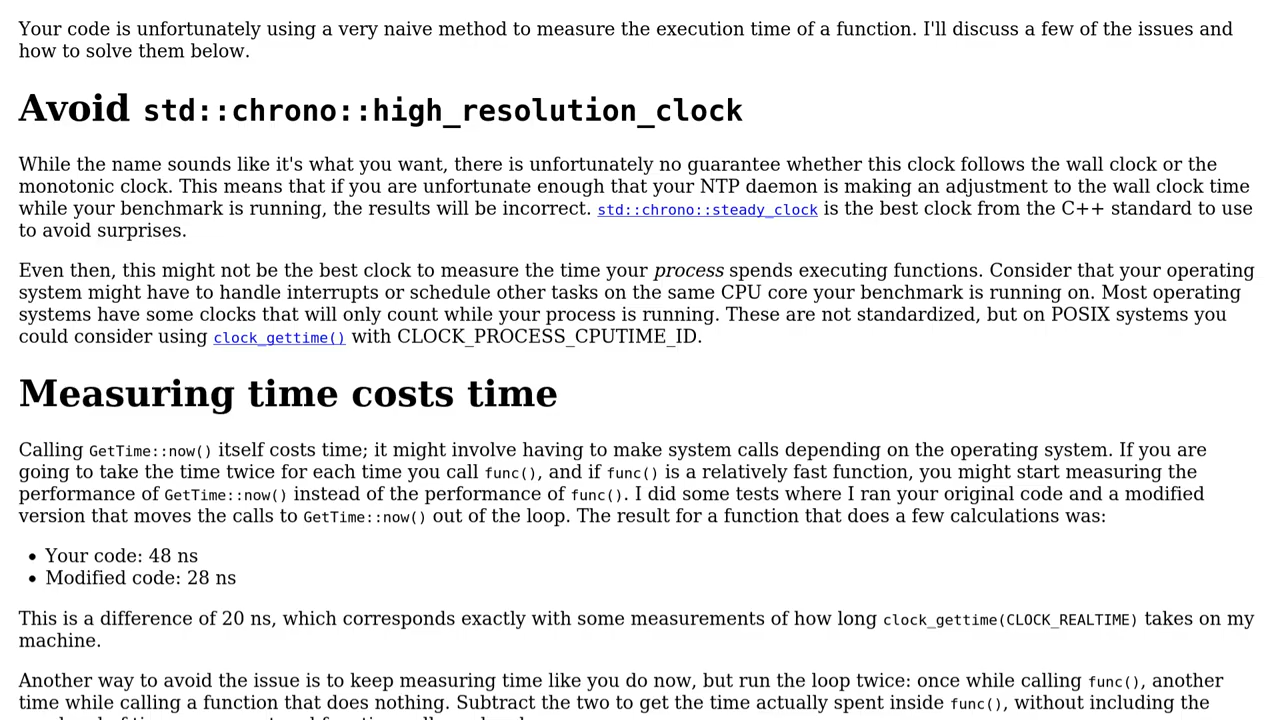 Your code is unfortunately using a very naive method to measure the execution time of a function. I'll discuss a few of the issues and
how to solve them below.
Avoid std::chrono::high_resolution_clock
While the name sounds like it's what you want, there is unfortunately no guarantee whether this clock follows the wall clock or the
monotonic clock. This means that if you are unfortunate enough that your NTP daemon is making an adjustment to the wall clock time
while your benchmark is running, the results will be incorrect. std::chrono::steady_clock is the best clock from the C++ standard to use
to avoid surprises.
Even then, this might not be the best clock to measure the time your process spends executing functions. Consider that your operating
system might have to handle interrupts or schedule other tasks on the same CPU core your benchmark is running on. Most operating
systems have some clocks that will only count while your process is running. These are not standardized, but on POSIX systems you
could consider using clock_gettime() with CLOCK_PROCESS_CPUTIME_ID.
Measuring time costs time
Calling GetTime::now() itself costs time; it might involve having to make system calls depending on the operating system. If you are
going to take the time twice for each time you call func(), and if func() is a relatively fast function, you might start measuring the
performance of GetTime::now() instead of the performance of func(). I did some tests where I ran your original code and a modified
version that moves the calls to GetTime::now() out of the loop. The result for a function that does a few calculations was:
• Your code: 48 ns
• Modified code: 28 ns
This is a difference of 20 ns, which corresponds exactly with some measurements of how long clock_gettime(CLOCK_REALTIME) takes on my
machine.
Another way to avoid the issue is to keep measuring time like you do now, but run the loop twice: once while calling func(), another
time while calling a function that does nothing. Subtract the two to get the time actually spent inside func(), without including the